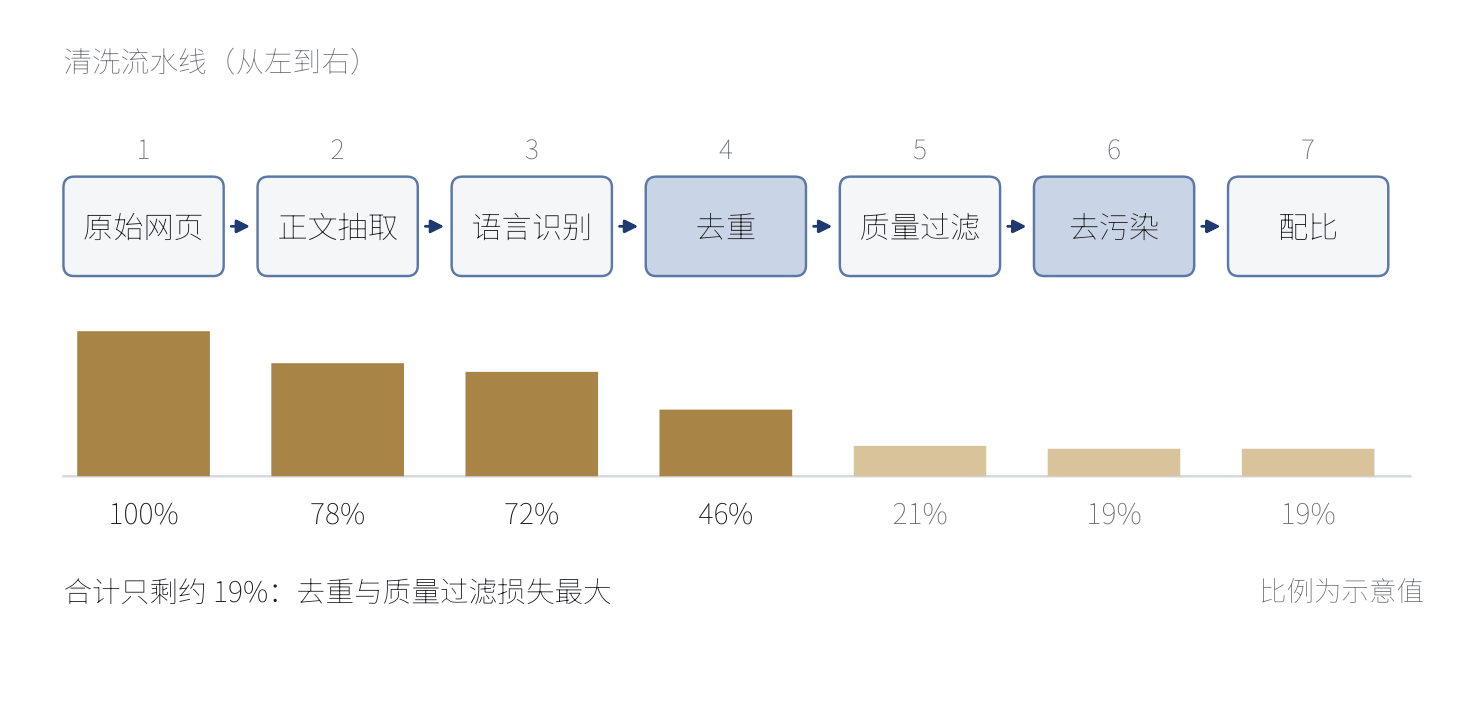 清洗流水线（从左到右）
1 2 3 4 5 6 7
原始网页 正文抽取 语言识别 去重 质量过滤 去污染 配比
100% 78% 72% 46% 21% 19% 19%
合计只剩约 19%：去重与质量过滤损失最大 比例为示意值